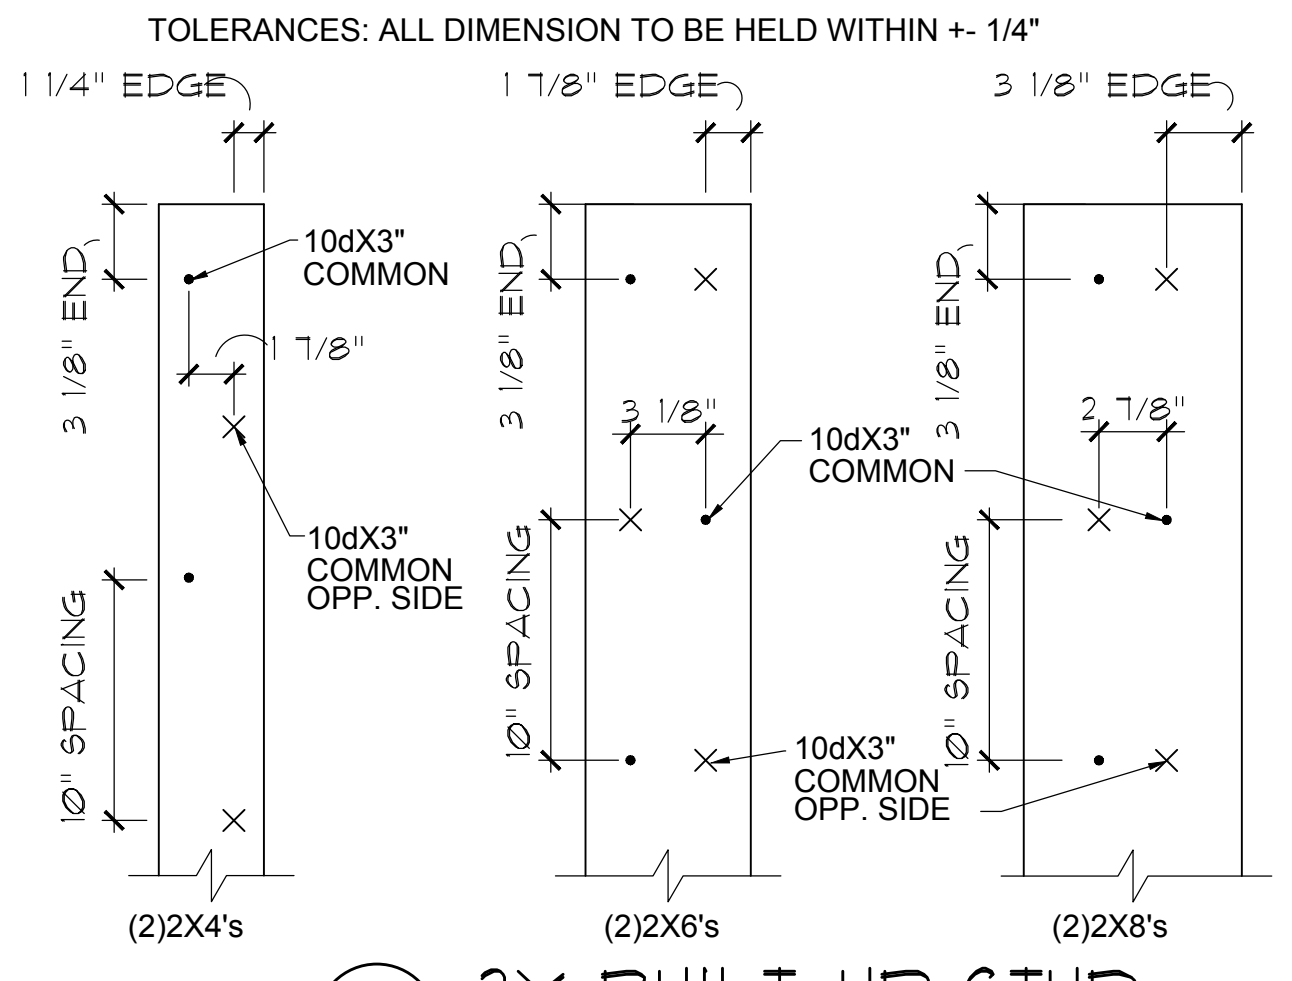 TOLERANCES: ALL DIMENSION TO BE HELD WITHIN +- 1/4"
1 1/4" EDGE
1 7/8" EDGE
3 1/8" EDGE
3 1/8" END
10dX3"
COMMON
1 7/8"
10dX3"
COMMON
OPP. SIDE
10" SPACING
(2)2X4's
3 1/8" END
3 1/8"
10dX3"
COMMON
10" SPACING
10dX3"
COMMON
OPP. SIDE
(2)2X6's
3 1/8" END
2 7/8"
10" SPACING
(2)2X8's